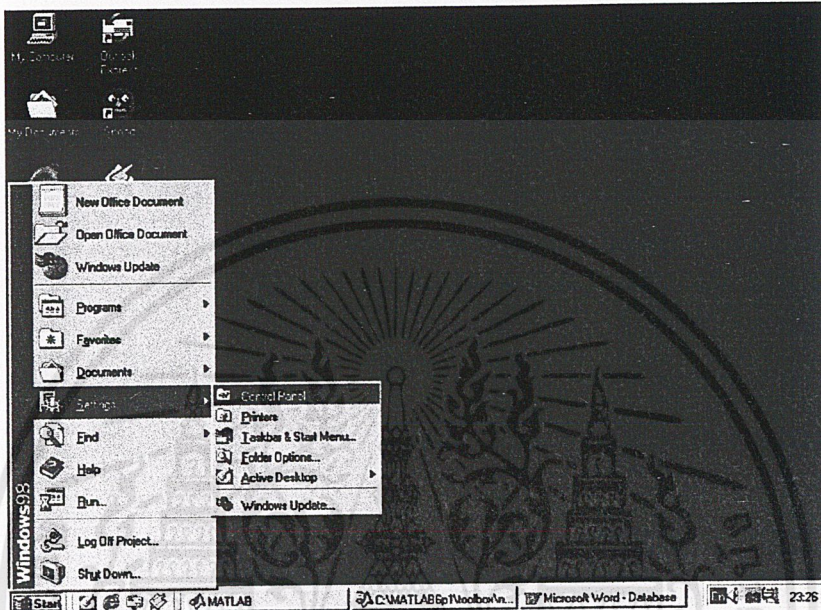 My Computer
Outlook
Express
My Documents
New Office Document
Open Office Document
Windows Update
Programs
Favorites
Documents
Settings
Find
Help
Run...
Log Off Project...
Shut Down...
Windows98
Control Panel
Printers
Taskbar & Start Menu...
Folder Options...
Active Desktop
Windows Update...
Start
MATLAB
C:\MATLAB6p1\toolbox\n...
Microsoft Word - Database
23:26